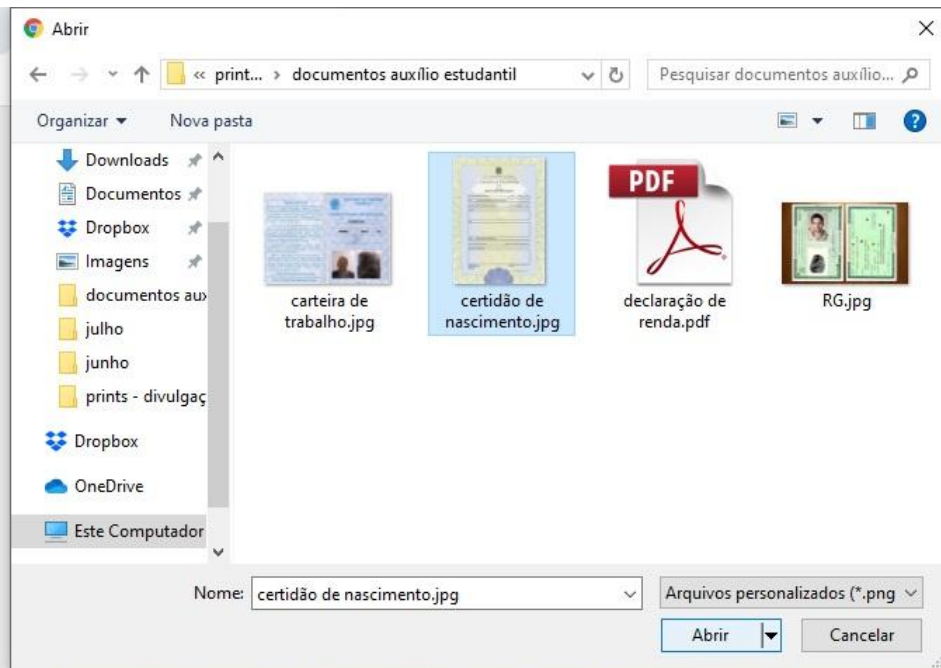 Abrir
« print... › documentos auxílio estudantil
Pesquisar documentos auxílio...
Organizar
Nova pasta
Downloads
Documentos
Dropbox
Imagens
documentos aux
julho
junho
prints - divulgaç
Dropbox
OneDrive
Este Computador
carteira de
trabalho.jpg
certidão de
nascimento.jpg
PDF
declaração de
renda.pdf
RG.jpg
Nome:
certidão de nascimento.jpg
Arquivos personalizados (*.png
Abrir
Cancelar